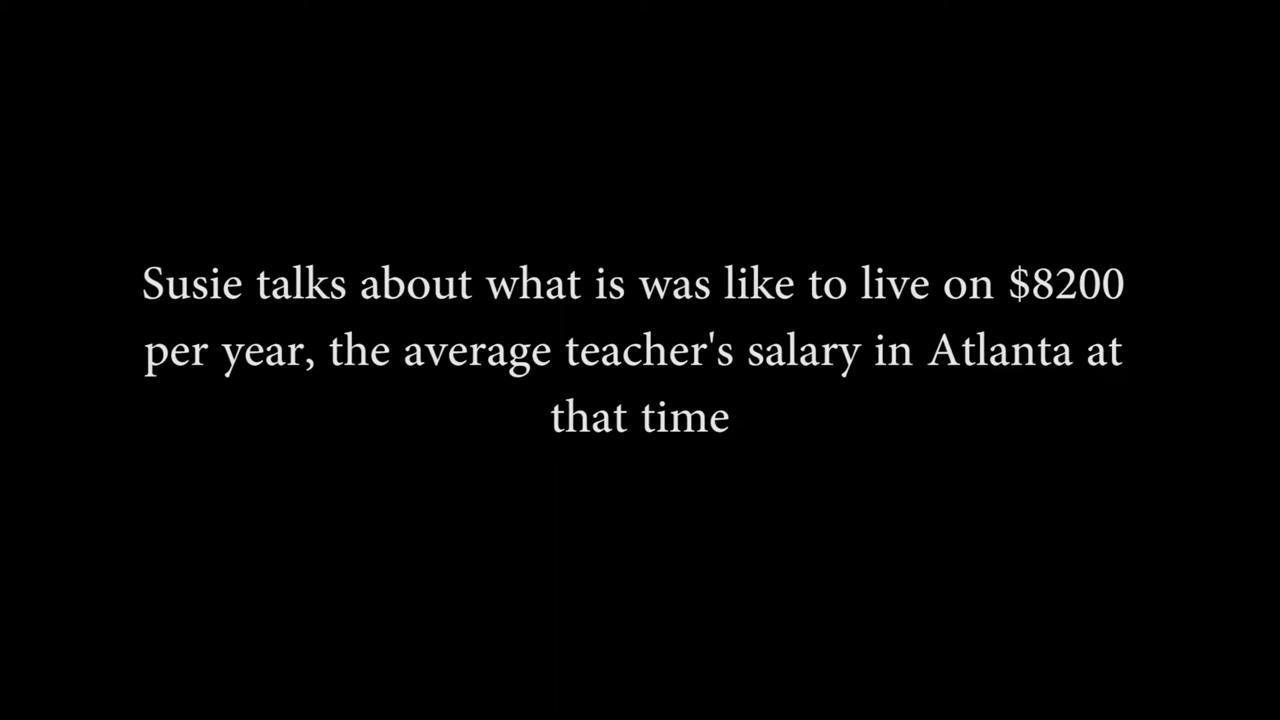 Susie talks about what is was like to live on $8200
per year, the average teacher's salary in Atlanta at
that time